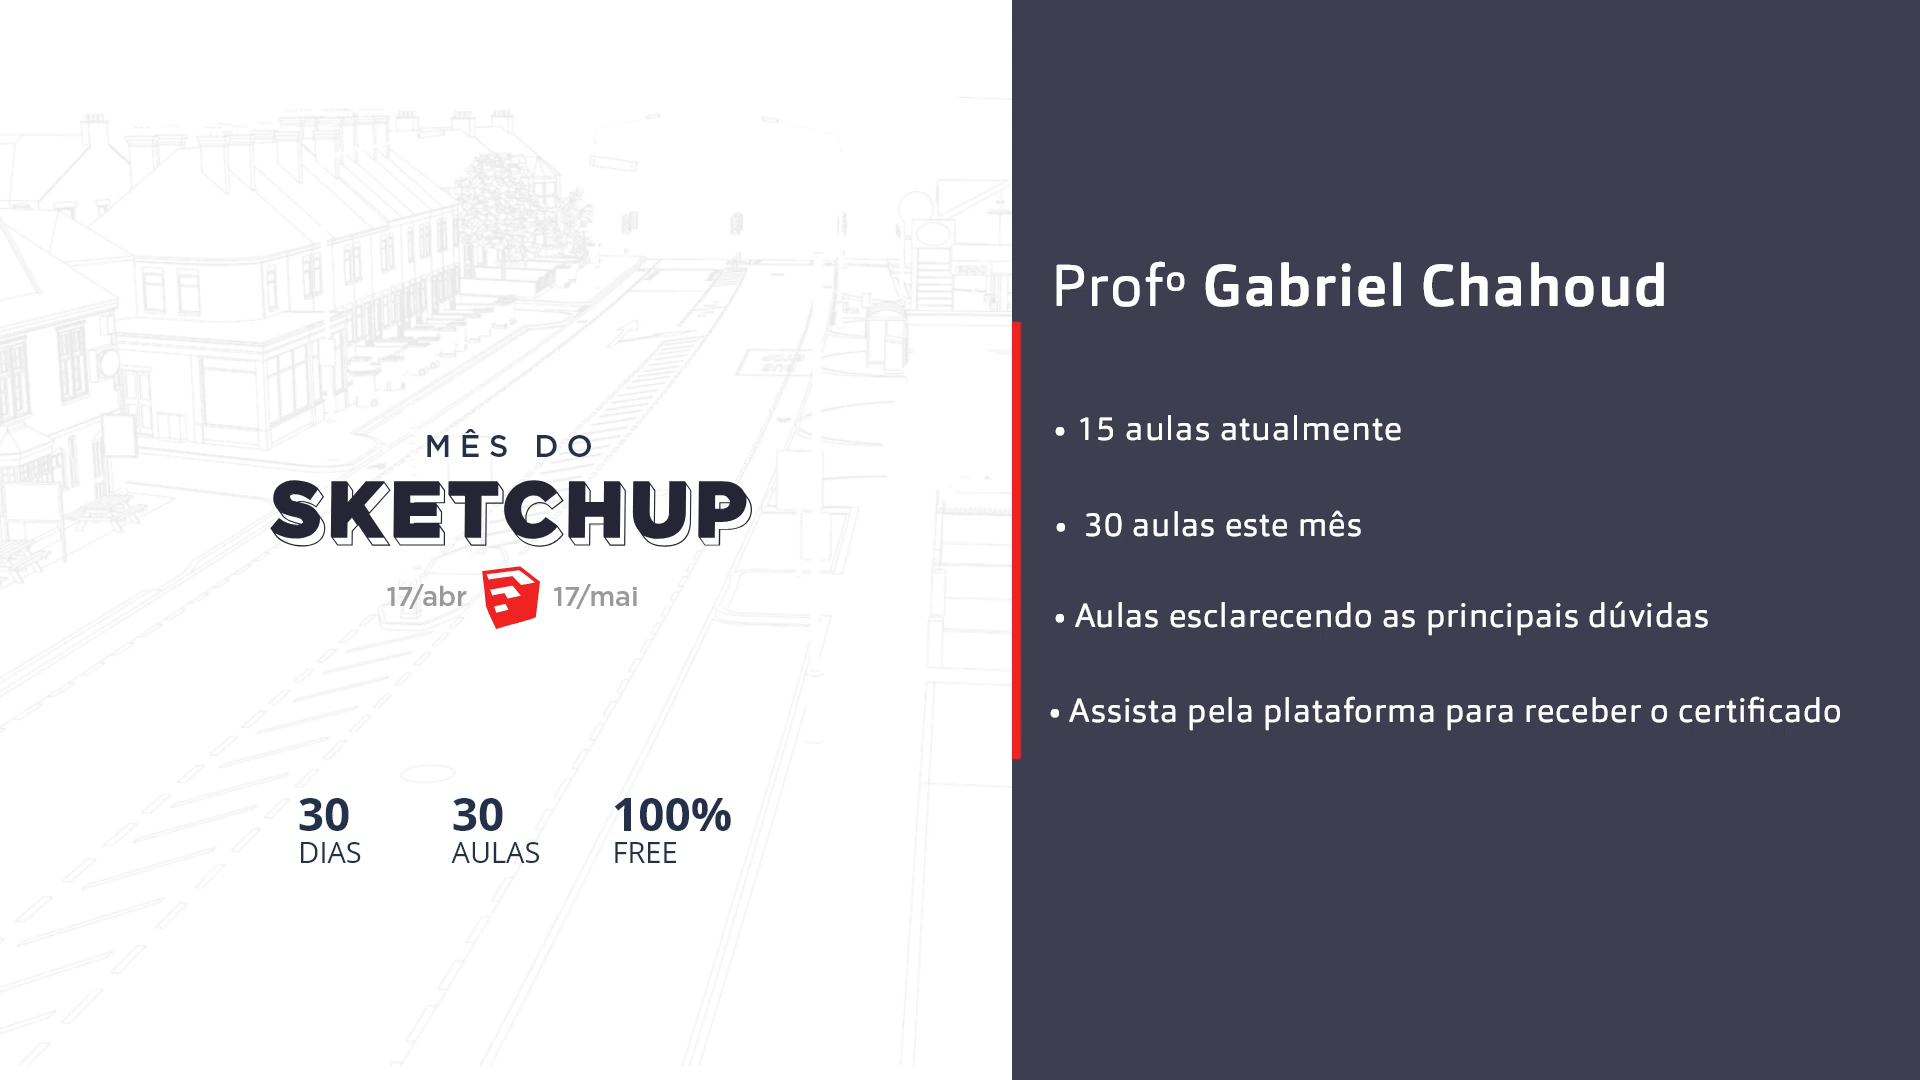 MÊS DO
SKETCHUP
17/abr 17/mai
30 30 100%
DIAS AULAS FREE
Profº Gabriel Chahoud
• 15 aulas atualmente
• 30 aulas este mês
• Aulas esclarecendo as principais dúvidas
• Assista pela plataforma para receber o certificado